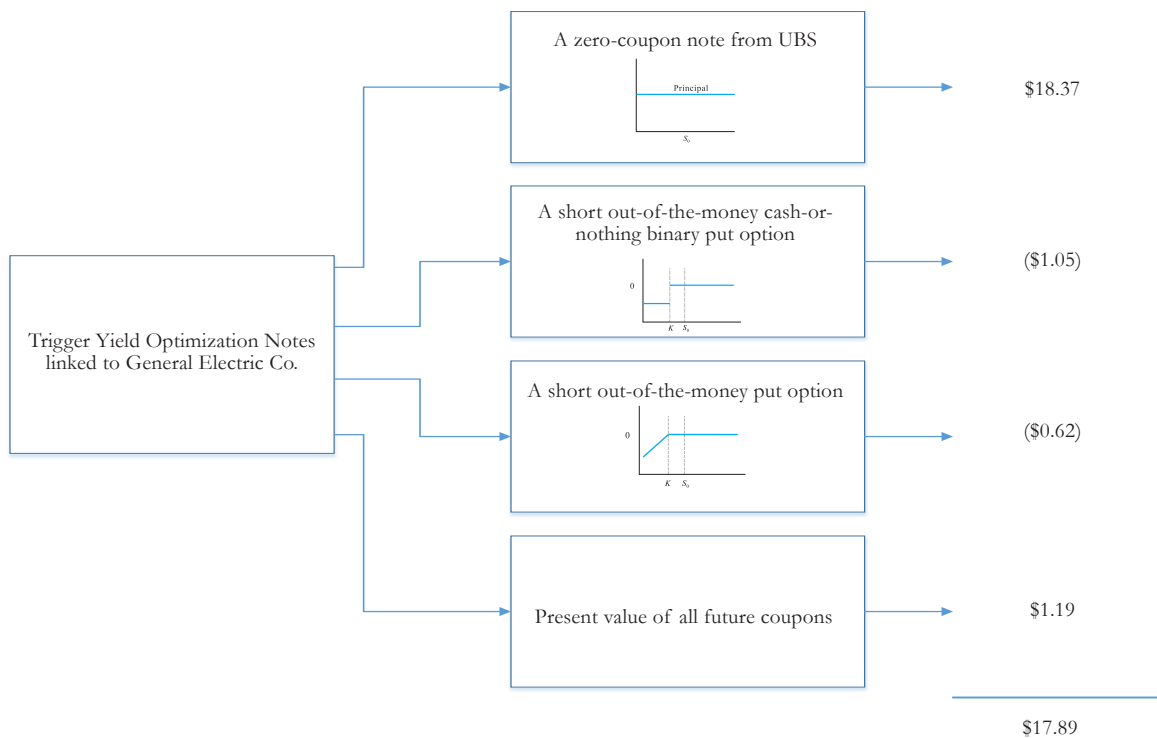 Trigger Yield Optimization Notes
linked to General Electric Co.
A zero-coupon note from UBS
Principal
S₀
$18.37
A short out-of-the-money cash-or-
nothing binary put option
0
K S₀
($1.05)
A short out-of-the-money put option
0
K S₀
($0.62)
Present value of all future coupons
$1.19
$17.89